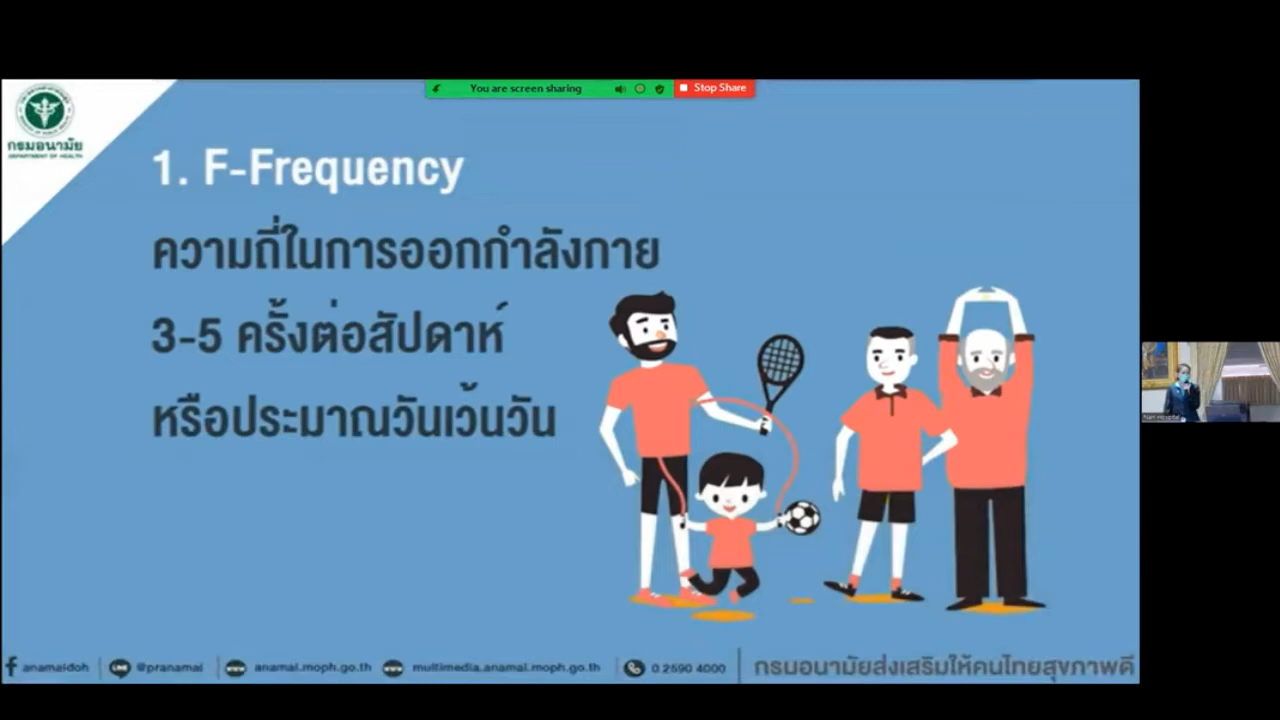 You are screen sharing
Stop Share
กรมอนามัย
DEPARTMENT OF HEALTH
1. F-Frequency
ความถี่ในการออกกำลังกาย
3-5 ครั้งต่อสัปดาห์
หรือประมาณวันเว้นวัน
Nan Hospital
anamaidoh
LINE @pranamai
anamai.moph.go.th
multimedia.anamai.moph.go.th
0 2590 4000
กรมอนามัยส่งเสริมให้คนไทยสุขภาพดี